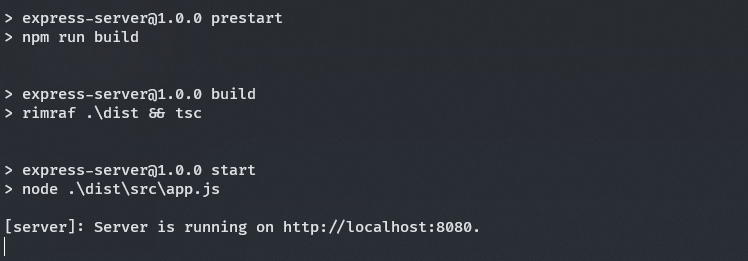 > express-server@1.0.0 prestart
> npm run build
> express-server@1.0.0 build
> rimraf .\dist && tsc
> express-server@1.0.0 start
> node .\dist\src\app.js
[server]: Server is running on http://localhost:8080.